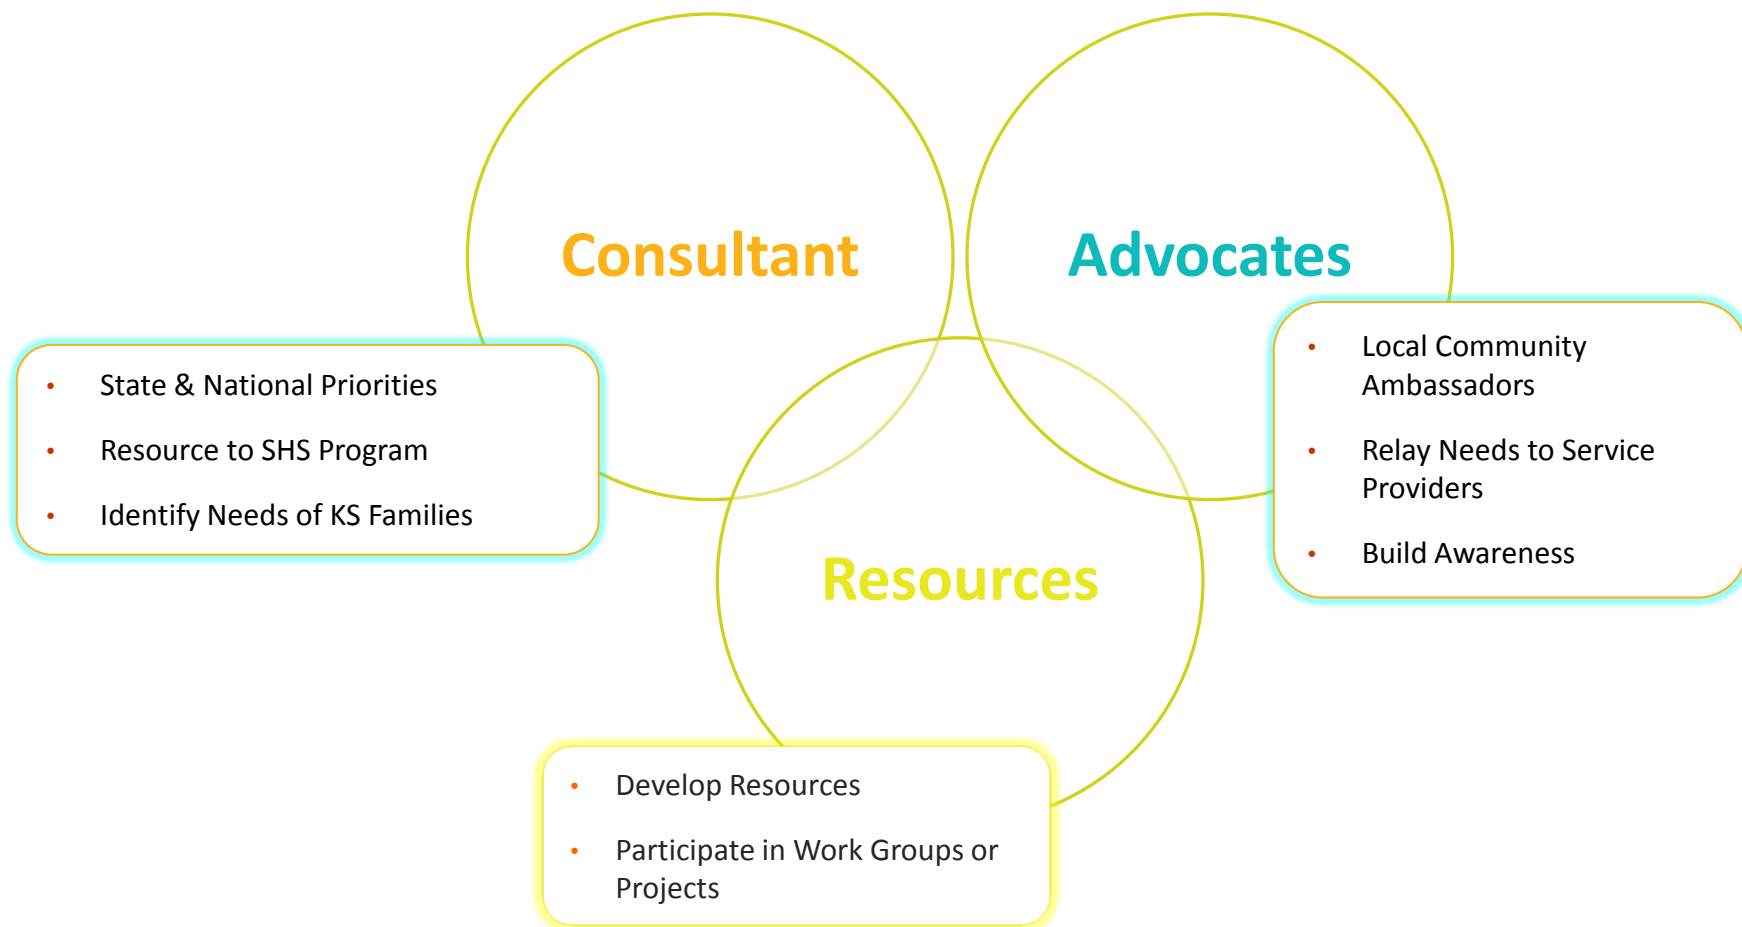 Consultant
• State & National Priorities
• Resource to SHS Program
• Identify Needs of KS Families
Advocates
• Local Community
Ambassadors
• Relay Needs to Service
Providers
• Build Awareness
Resources
• Develop Resources
• Participate in Work Groups or
Projects